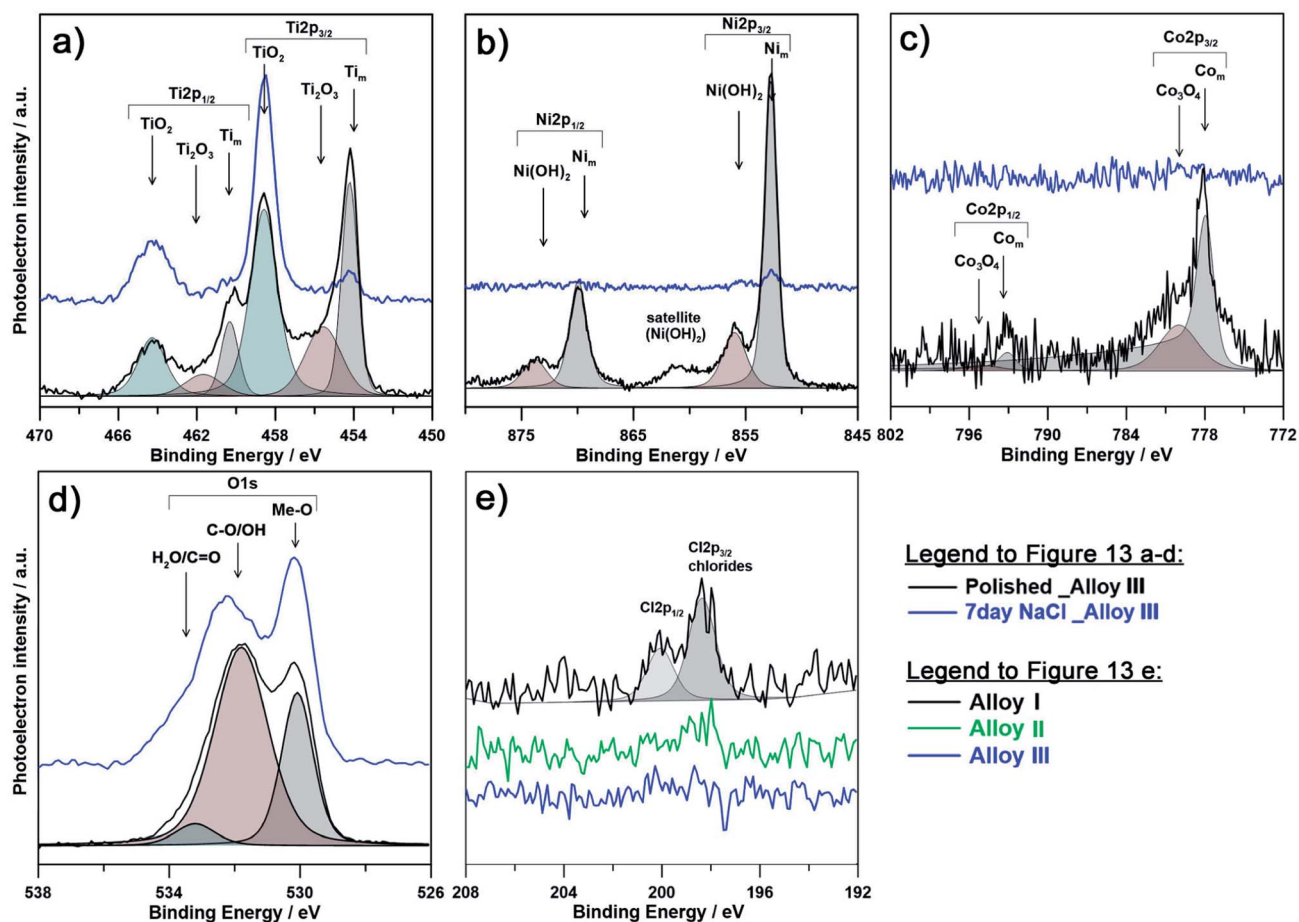 a)
Ti2p3/2
TiO2
Tim
Ti2p1/2
Ti2O3
TiO2
Tim
Ti2O3
Photoelectron intensity / a.u.
470 466 462 458 454 450
Binding Energy / eV
b)
Ni2p3/2
Nim
Ni(OH)2
Ni2p1/2
Nim
Ni(OH)2
satellite
(Ni(OH)2)
875 865 855 845
Binding Energy / eV
c)
Co2p3/2
Com
Co3O4
Co2p1/2
Com
Co3O4
802 796 790 784 778 772
Binding Energy / eV
d)
O1s
Me-O
C-O/OH
H2O/C=O
Photoelectron intensity / a.u.
538 534 530 526
Binding Energy / eV
e)
Cl2p3/2
chlorides
Cl2p1/2
208 204 200 196 192
Binding Energy / eV
Legend to Figure 13 a-d:
Polished _Alloy III
7day NaCl _Alloy III
Legend to Figure 13 e:
Alloy I
Alloy II
Alloy III